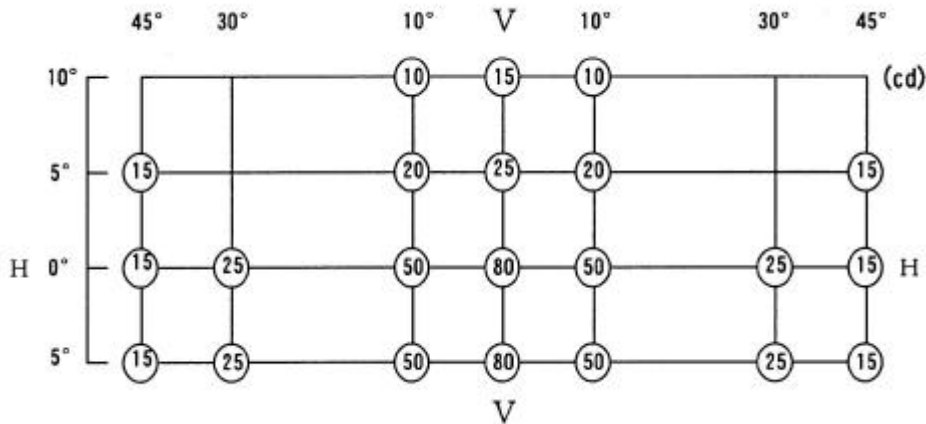 45° 30° 10° V 10° 30° 45°
10° 10 15 10 (cd)
5° 15 20 25 20 15
H 0° 15 25 50 80 50 25 15 H
5° 15 25 50 80 50 25 15
V